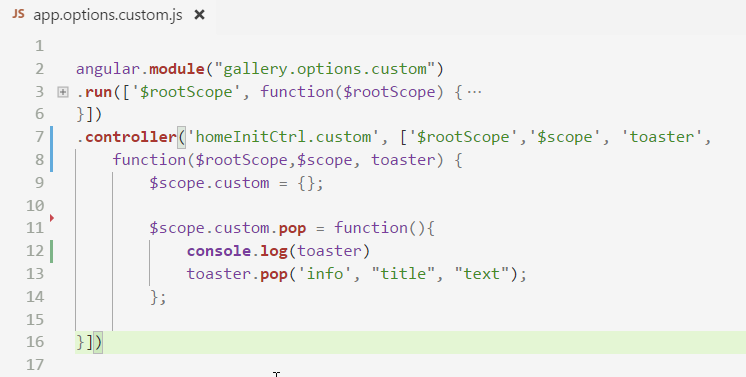 JS app.options.custom.js ×
1
2 angular.module("gallery.options.custom")
3 .run(['$rootScope', function($rootScope) {⋯
6 }])
7 .controller('homeInitCtrl.custom', ['$rootScope','$scope', 'toaster',
8     function($rootScope,$scope, toaster) {
9         $scope.custom = {};
10
11         $scope.custom.pop = function(){
12             console.log(toaster)
13             toaster.pop('info', "title", "text");
14         };
15
16 }])
17